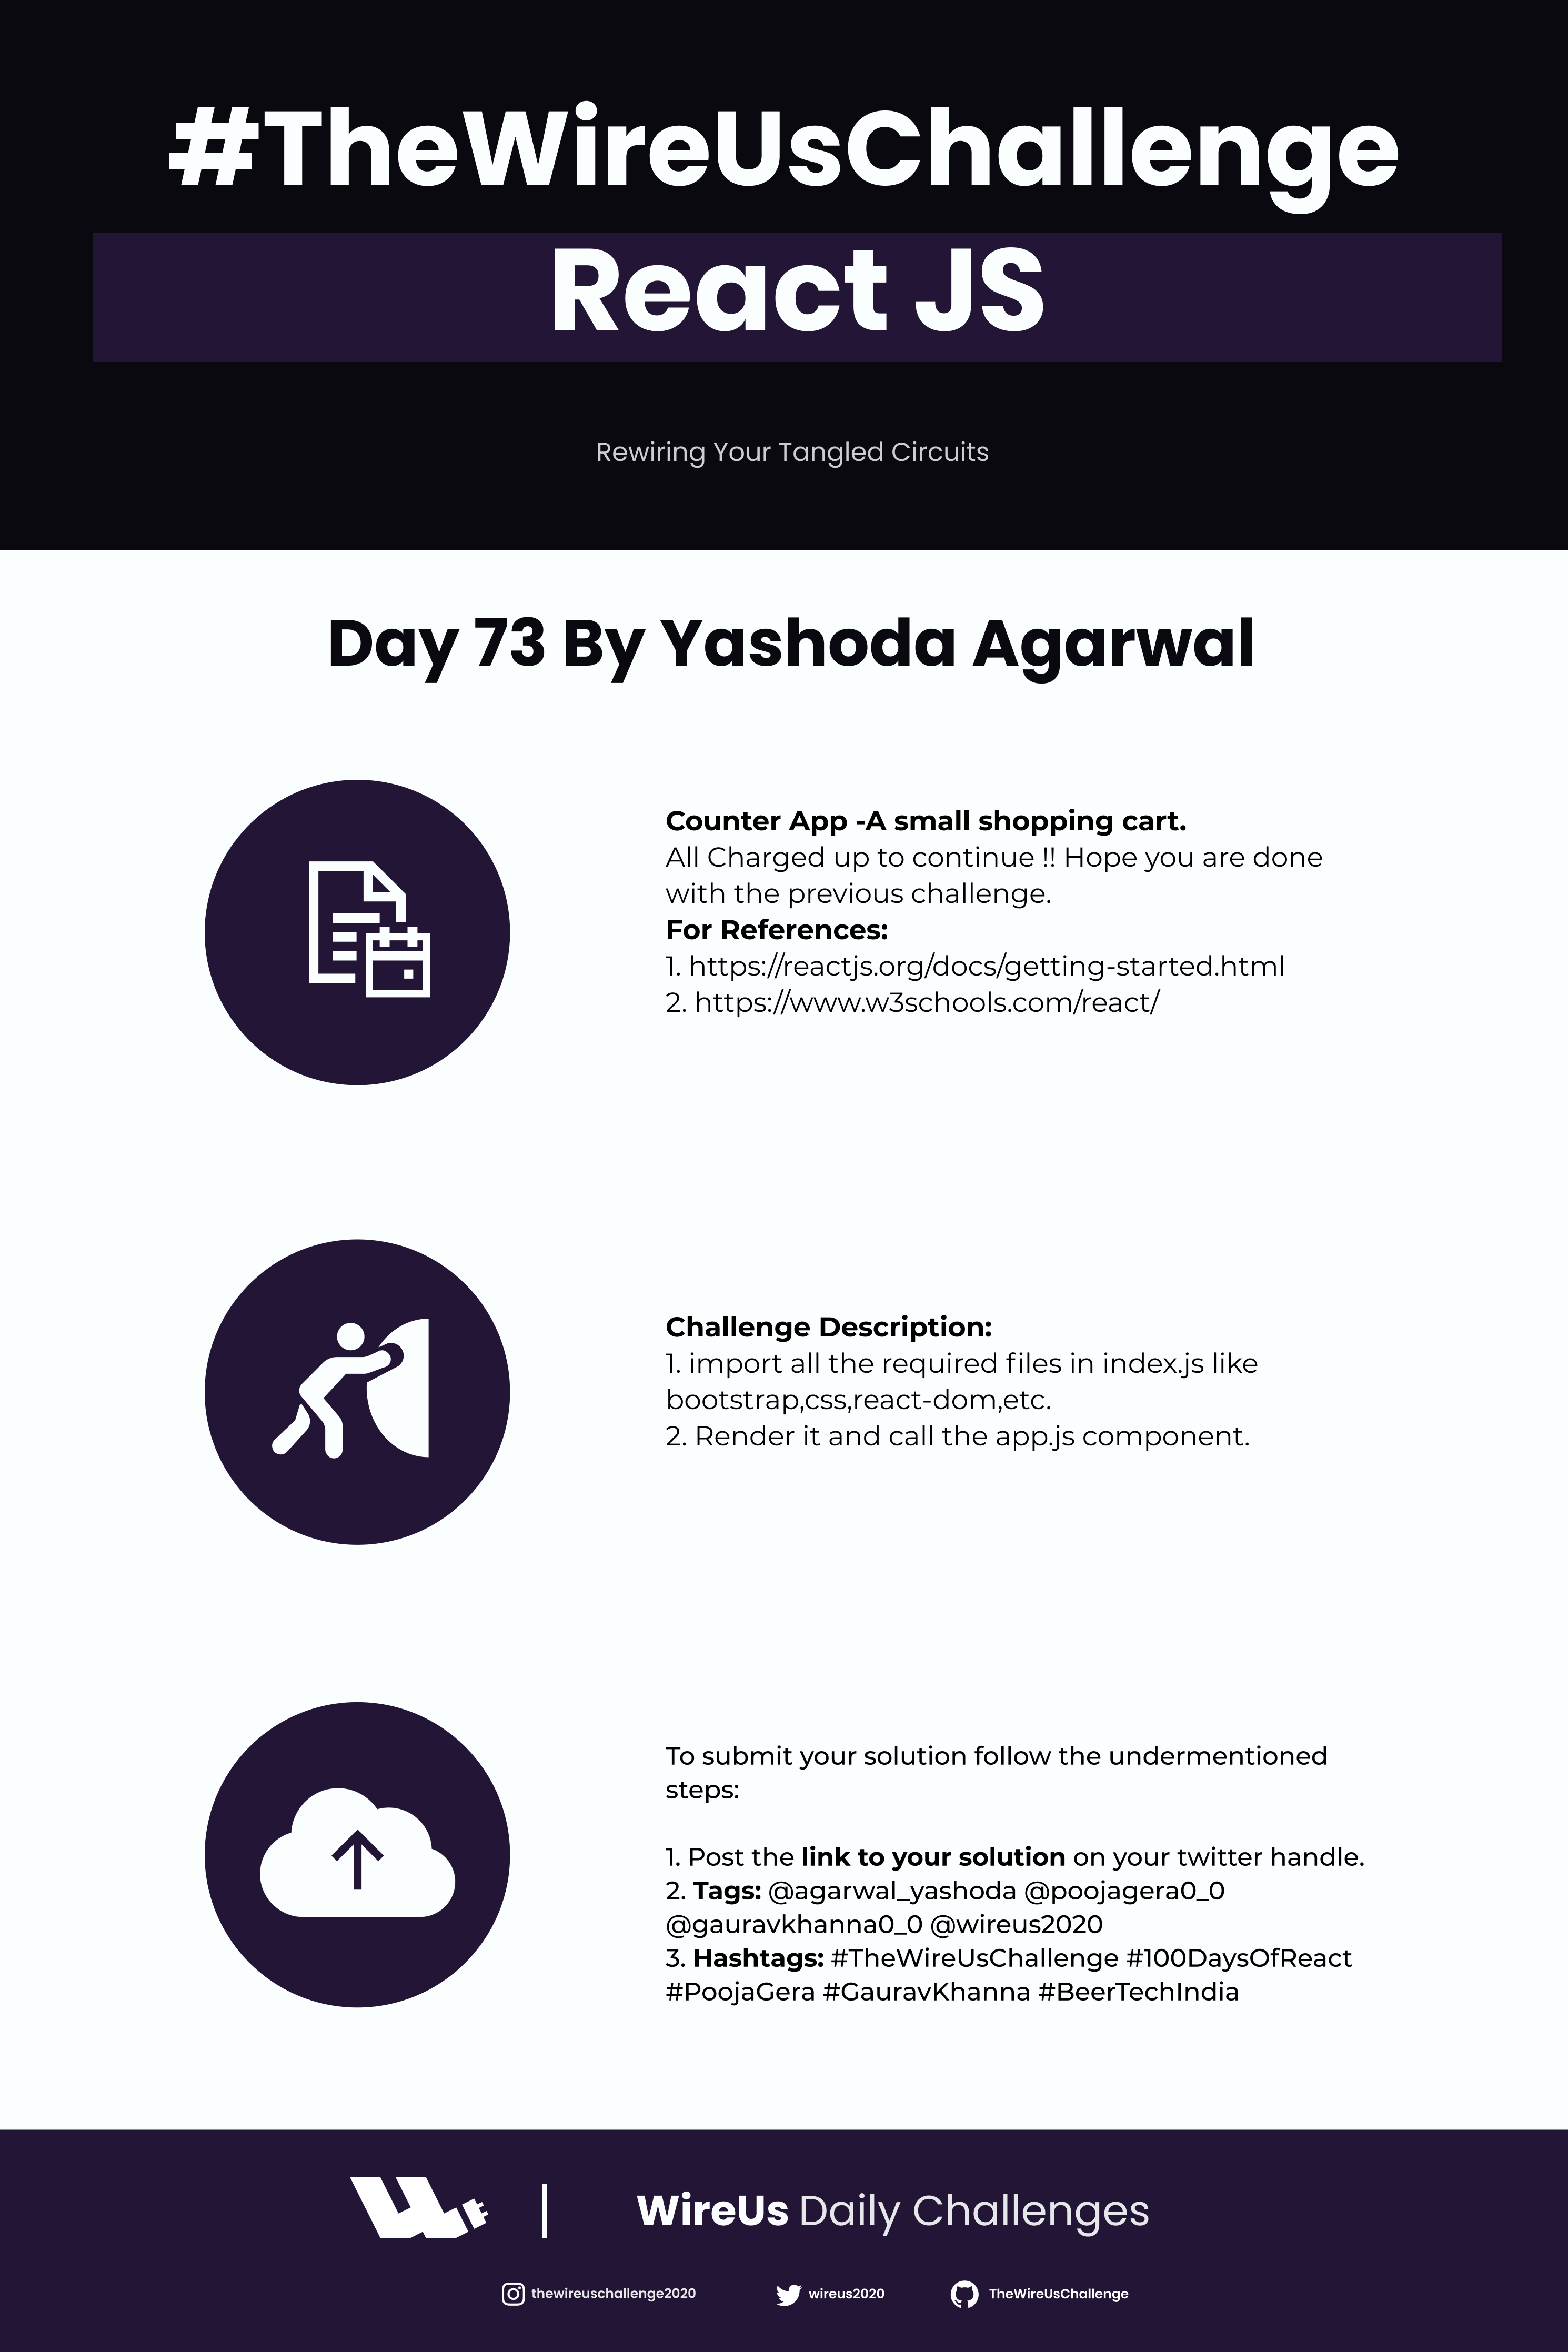 #TheWireUsChallenge
React JS
Rewiring Your Tangled Circuits
Day 73 By Yashoda Agarwal
Counter App -A small shopping cart.
All Charged up to continue !! Hope you are done
with the previous challenge.
For References:
1. https://reactjs.org/docs/getting-started.html
2. https://www.w3schools.com/react/
Challenge Description:
1. import all the required files in index.js like
bootstrap,css,react-dom,etc.
2. Render it and call the app.js component.
To submit your solution follow the undermentioned
steps:
1. Post the link to your solution on your twitter handle.
2. Tags: @agarwal_yashoda @poojagera0_0
@gauravkhanna0_0 @wireus2020
3. Hashtags: #TheWireUsChallenge #100DaysOfReact
#PoojaGera #GauravKhanna #BeerTechIndia
WireUs Daily Challenges
thewireuschallenge2020 wireus2020 TheWireUsChallenge